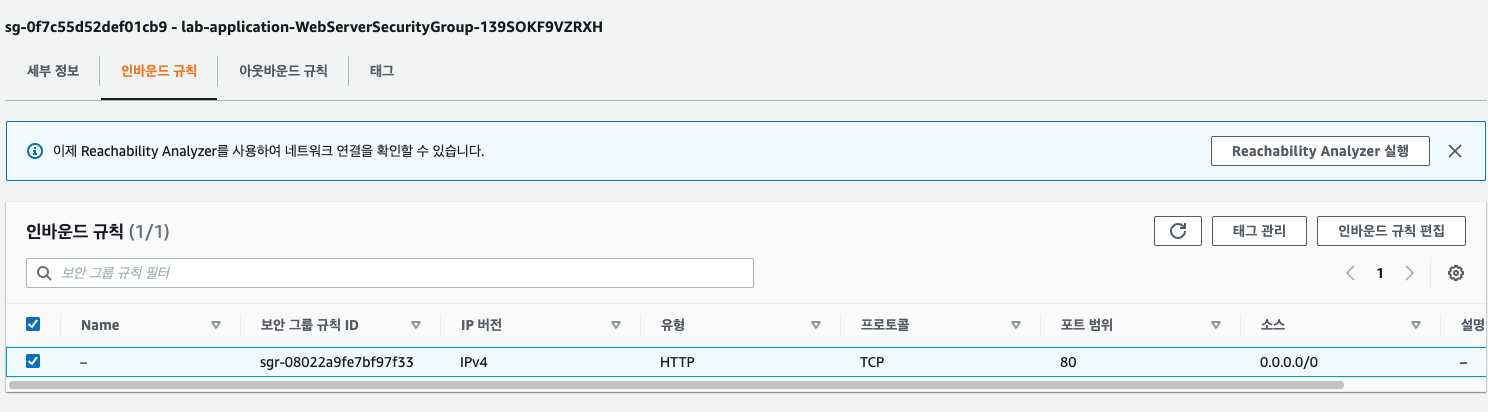 sg-0f7c55d52def01cb9 - lab-application-WebServerSecurityGroup-139SOKF9VZRXH
세부 정보 인바운드 규칙 아웃바운드 규칙 태그
이제 Reachability Analyzer를 사용하여 네트워크 연결을 확인할 수 있습니다. Reachability Analyzer 실행
인바운드 규칙 (1/1) 태그 관리 인바운드 규칙 편집
보안 그룹 규칙 필터 1
Name 보안 그룹 규칙 ID IP 버전 유형 프로토콜 포트 범위 소스 설명
– sgr-08022a9fe7bf97f33 IPv4 HTTP TCP 80 0.0.0.0/0 –